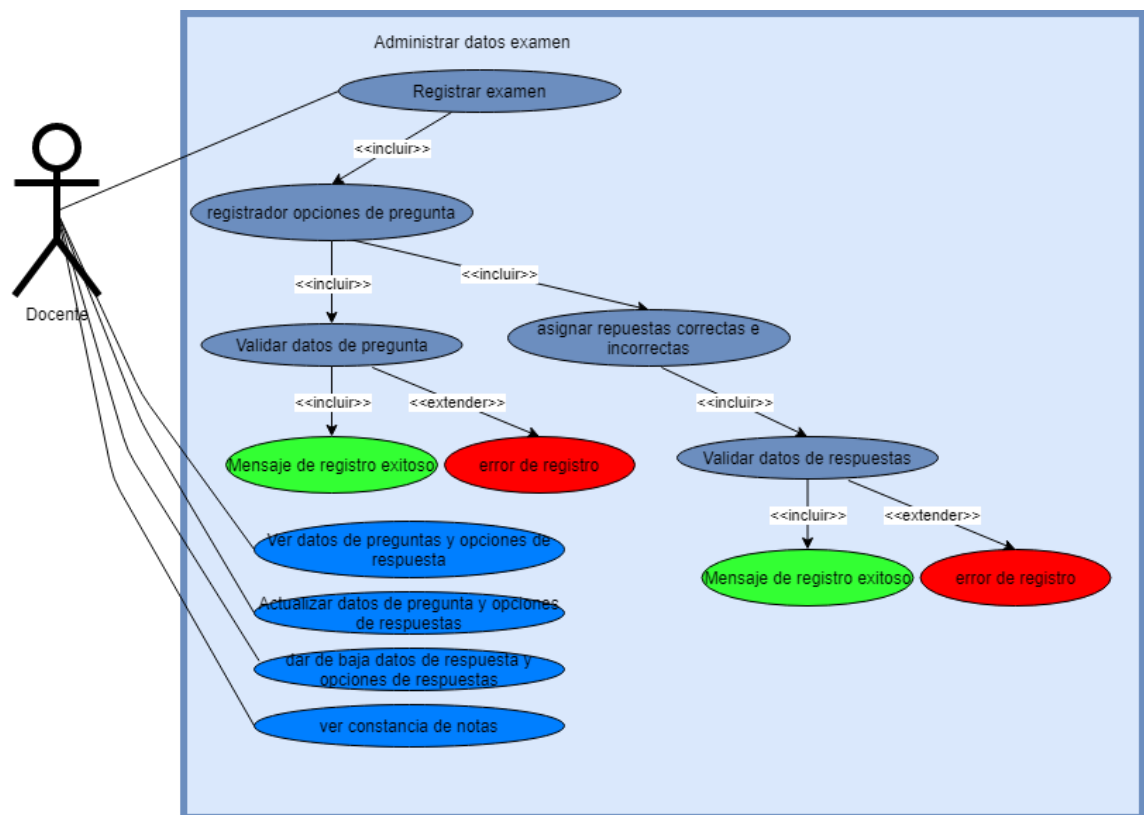 Administrar datos examen
Registrar examen
<<incluir>>
registrador opciones de pregunta
<<incluir>>
<<incluir>>
Docente
asignar repuestas correctas e
incorrectas
Validar datos de pregunta
<<incluir>>
<<extender>>
<<incluir>>
Mensaje de registro exitoso
error de registro
Validar datos de respuestas
<<incluir>>
<<extender>>
Ver datos de preguntas y opciones de
respuesta
Mensaje de registro exitoso
error de registro
Actualizar datos de pregunta y opciones
de respuestas
dar de baja datos de respuesta y
opciones de respuestas
ver constancia de notas